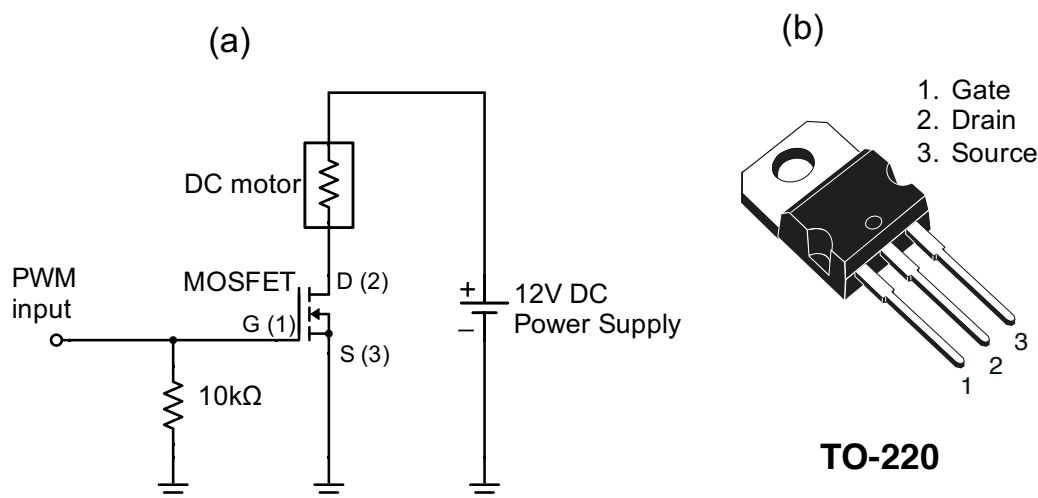 (a)
DC motor
PWM
input
MOSFET
D (2)
G (1)
S (3)
10kΩ
+
12V DC
–
Power Supply
(b)
1. Gate
2. Drain
3. Source
1
2
3
TO-220